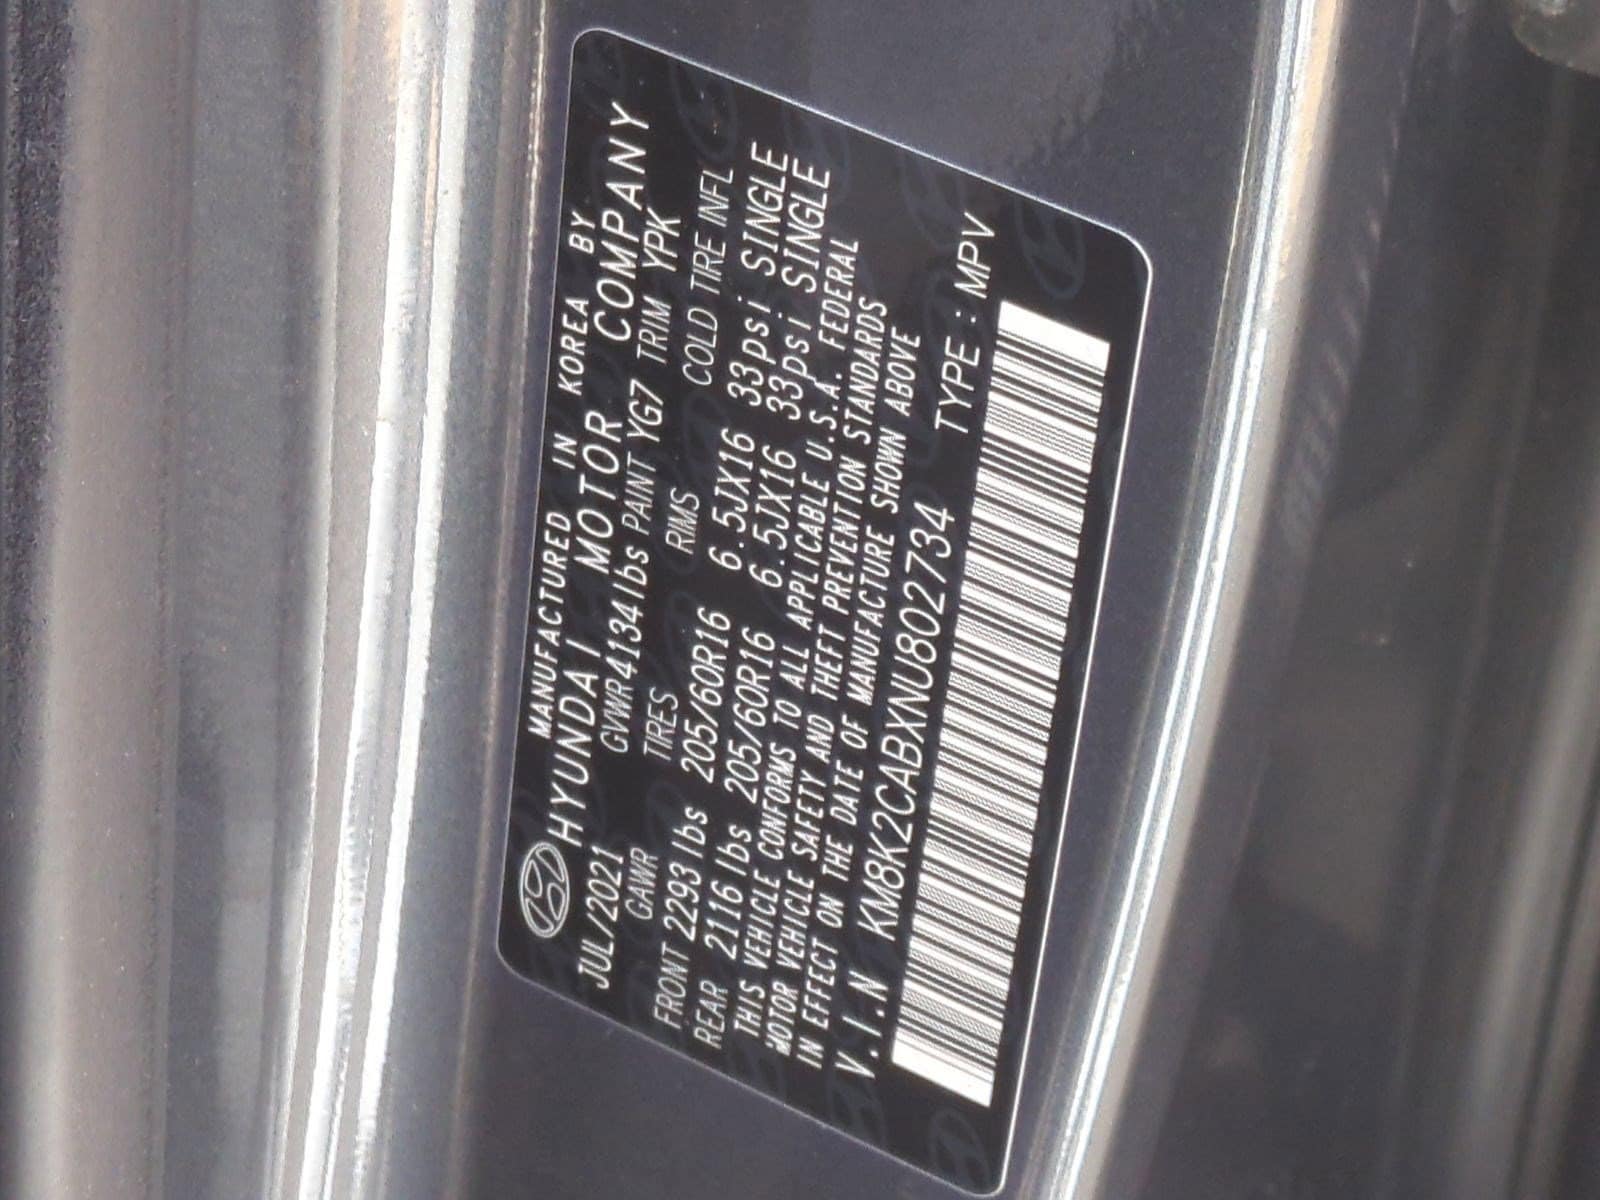 MANUFACTURED IN KOREA BY
HYUNDAI MOTOR COMPANY
JUL/2021 GVWR4134lbs PAINT YG7 TRIM YPK
GAWR TIRES RIMS COLD TIRE INFL
FRONT 2293 lbs 205/60R16 6.5JX16 33psi SINGLE
REAR 2116 lbs 205/60R16 6.5JX16 33psi SINGLE
THIS VEHICLE CONFORMS TO ALL APPLICABLE U.S.A. FEDERAL
MOTOR VEHICLE SAFETY AND THEFT PREVENTION STANDARDS
IN EFFECT ON THE DATE OF MANUFACTURE SHOWN ABOVE
V.I.N KM8K2CABXNU802734 TYPE : MPV